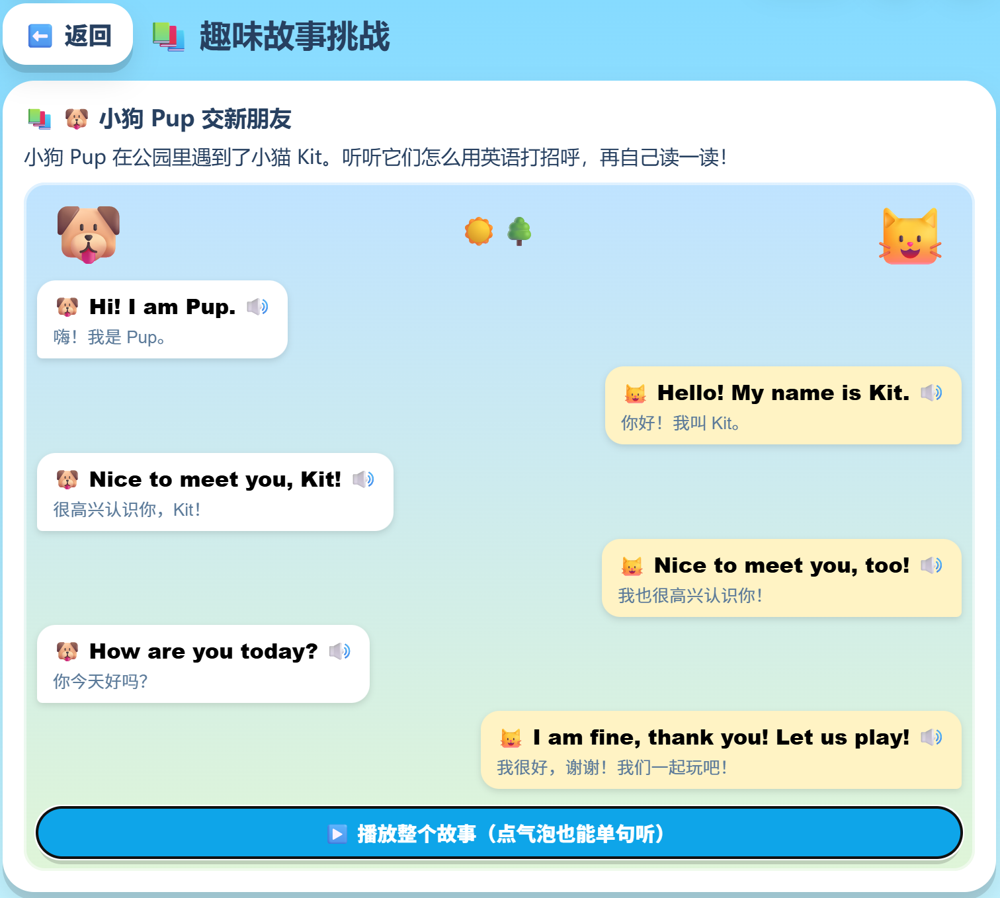 返回
趣味故事挑战
小狗 Pup 交新朋友
小狗 Pup 在公园里遇到了小猫 Kit。听听它们怎么用英语打招呼，再自己读一读！
Hi! I am Pup.
嗨！我是 Pup。
Hello! My name is Kit.
你好！我叫 Kit。
Nice to meet you, Kit!
很高兴认识你，Kit！
Nice to meet you, too!
我也很高兴认识你！
How are you today?
你今天好吗？
I am fine, thank you! Let us play!
我很好，谢谢！我们一起玩吧！
播放整个故事（点气泡也能单句听）